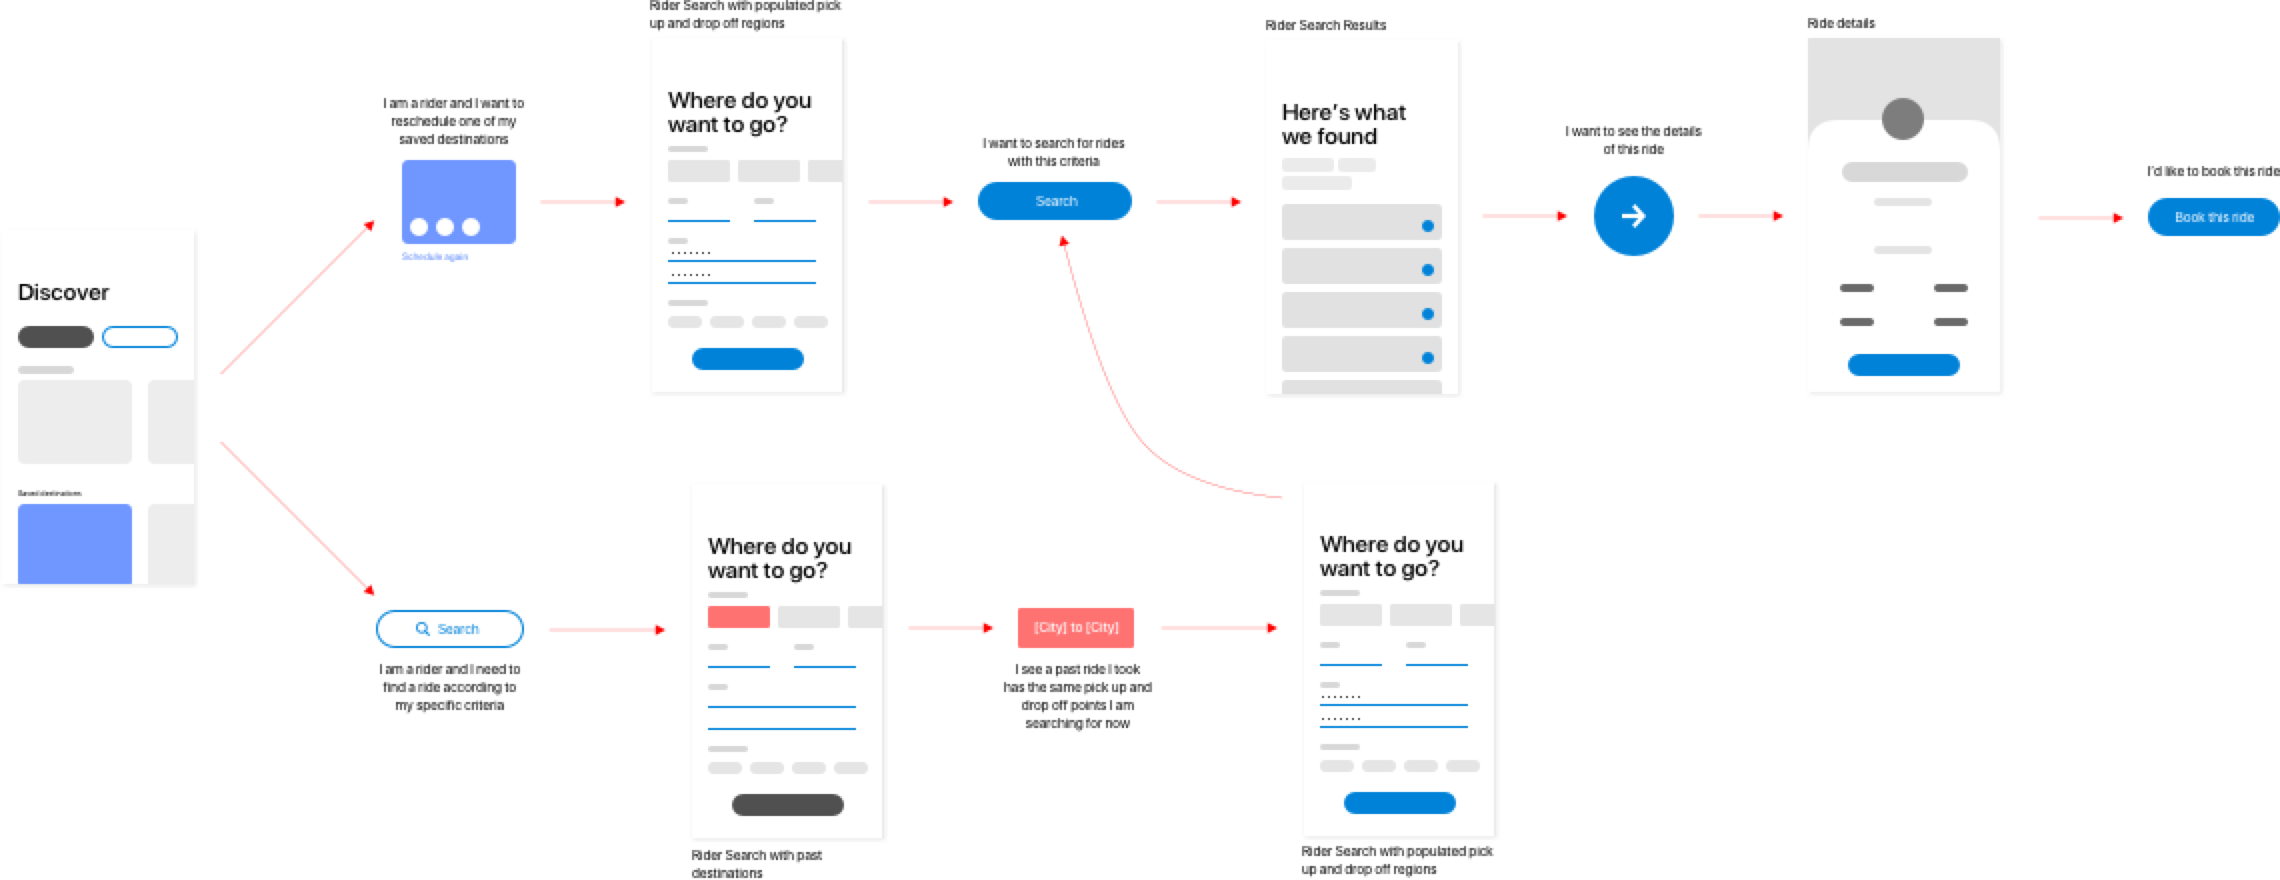 Rider Search with populated pick
up and drop off regions
Rider Search Results
Ride details
I am a rider and I want to
reschedule one of my
saved destinations
Schedule again
Where do you
want to go?
I want to search for rides
with this criteria
Search
Here's what
we found
I want to see the details
of this ride
I'd like to book this ride
Book this ride
Discover
Saved destinations
Search
I am a rider and I need to
find a ride according to
my specific criteria
Where do you
want to go?
Rider Search with past
destinations
[City] to [City]
I see a past ride I took
has the same pick up and
drop off points I am
searching for now
Where do you
want to go?
Rider Search with populated pick
up and drop off regions